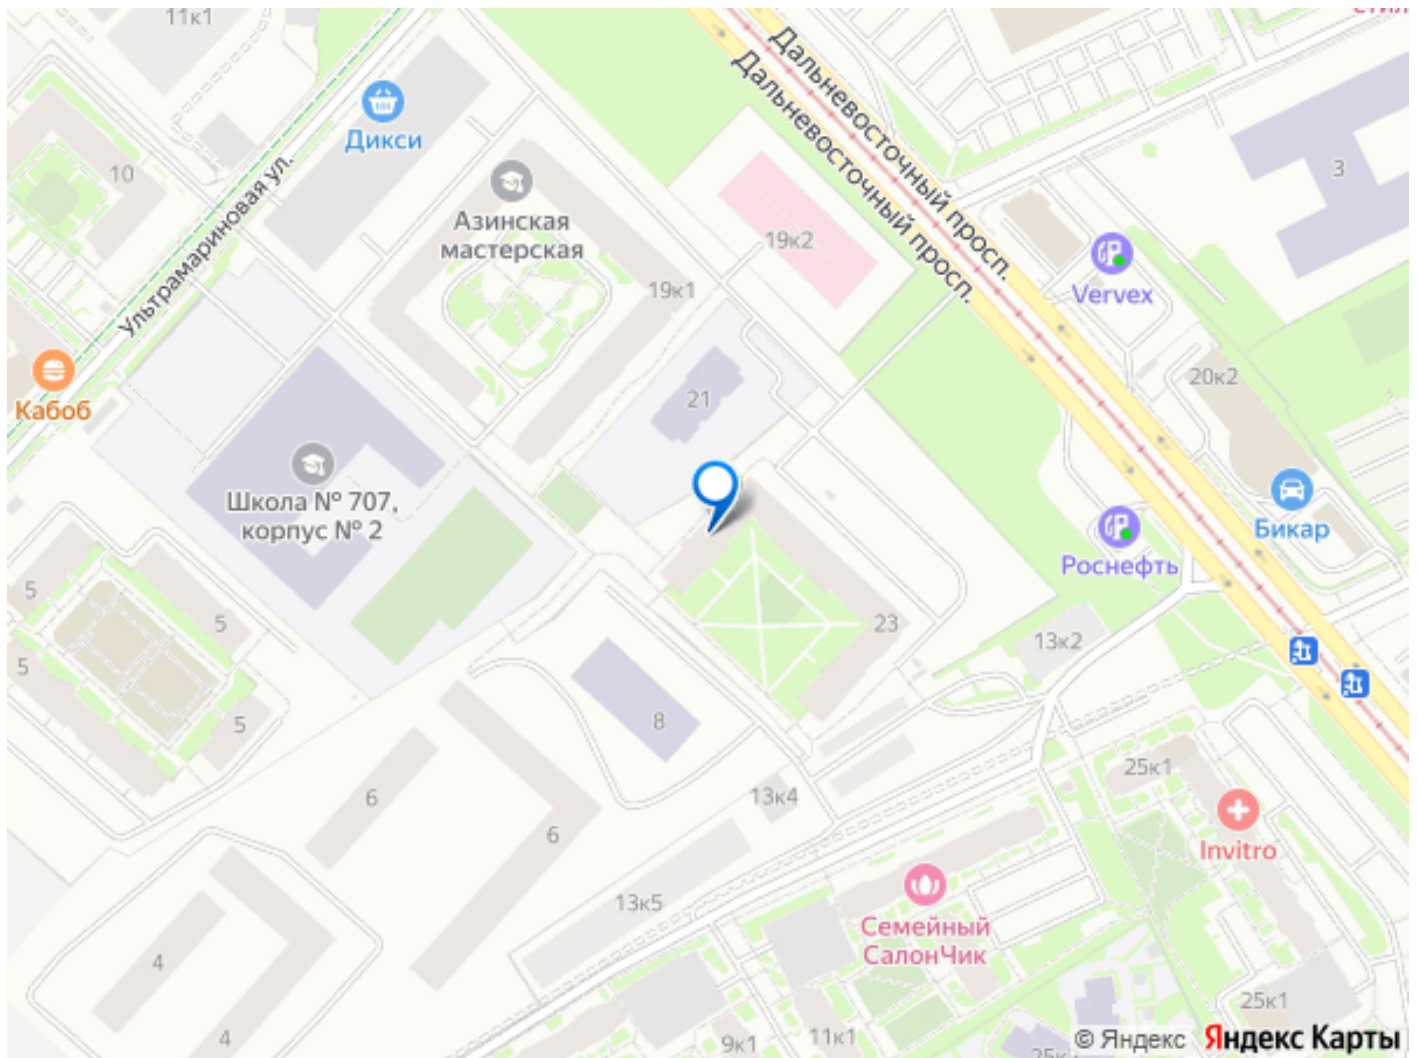 11к1
Дальневосточный просп.
Дальневосточный просп.
Дикси
10
Ультрамариновая ул.
Азинская
мастерская
19к2
3
19к1
Vervex
Кабоб
21
20к2
Школа № 707,
корпус № 2
Бикар
Роснефть
5
5
23
13к2
5
5
8
25к1
6
13к4
6
Invitro
13к5
Семейный
СалонЧик
4
25к1
4
9к1
11к1
© Яндекс Яндекс Карты